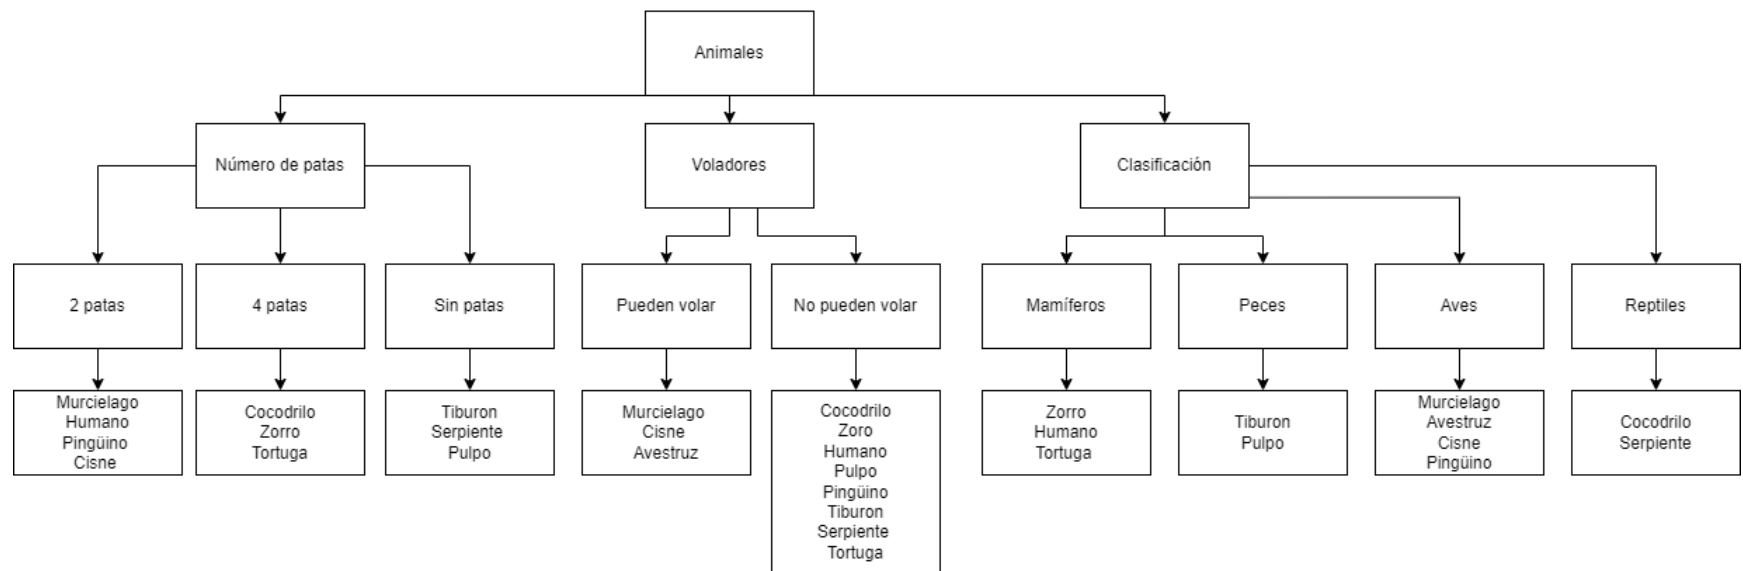 Animales
Número de patas
Voladores
Clasificación
2 patas
4 patas
Sin patas
Pueden volar
No pueden volar
Mamíferos
Peces
Aves
Reptiles
Murcielago
Humano
Pingüino
Cisne
Cocodrilo
Zorro
Tortuga
Tiburon
Serpiente
Pulpo
Murcielago
Cisne
Avestruz
Cocodrilo
Zoro
Humano
Pulpo
Pingüino
Tiburon
Serpiente
Tortuga
Zorro
Humano
Tortuga
Tiburon
Pulpo
Murcielago
Avestruz
Cisne
Pingüino
Cocodrilo
Serpiente